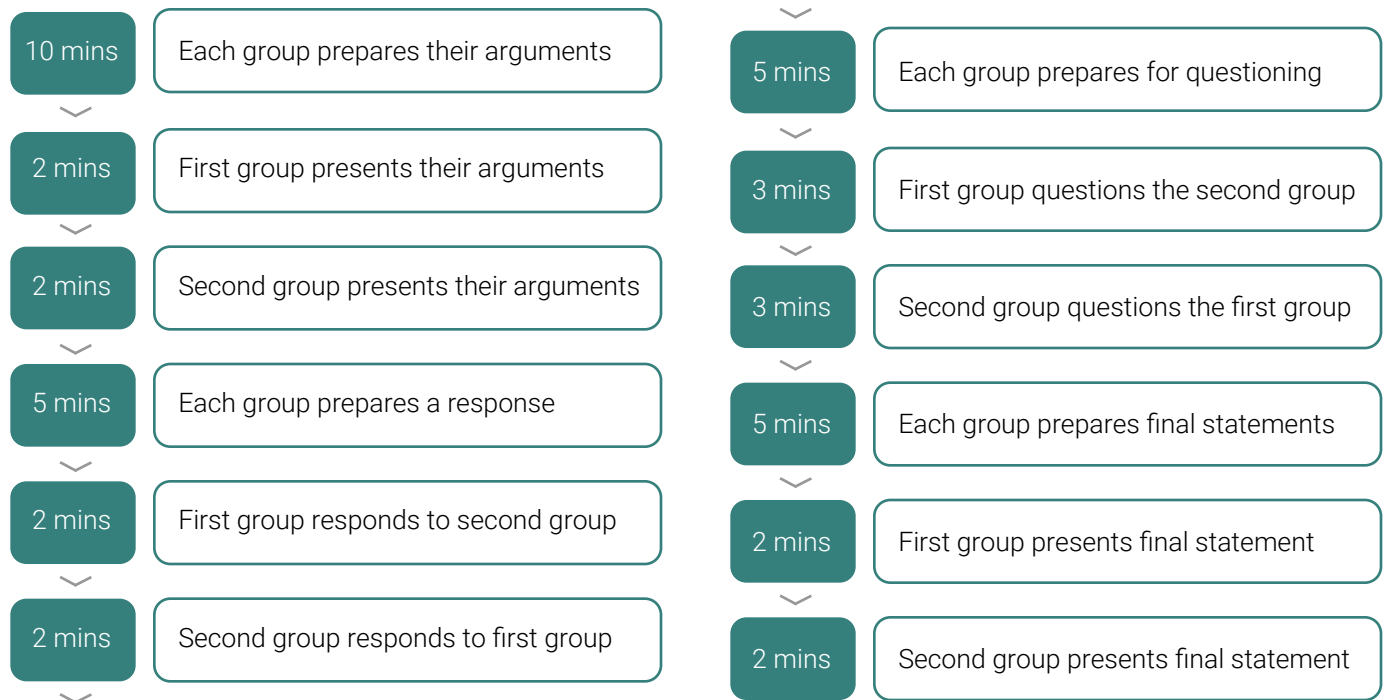 10 mins Each group prepares their arguments
2 mins First group presents their arguments
2 mins Second group presents their arguments
5 mins Each group prepares a response
2 mins First group responds to second group
2 mins Second group responds to first group
5 mins Each group prepares for questioning
3 mins First group questions the second group
3 mins Second group questions the first group
5 mins Each group prepares final statements
2 mins First group presents final statement
2 mins Second group presents final statement